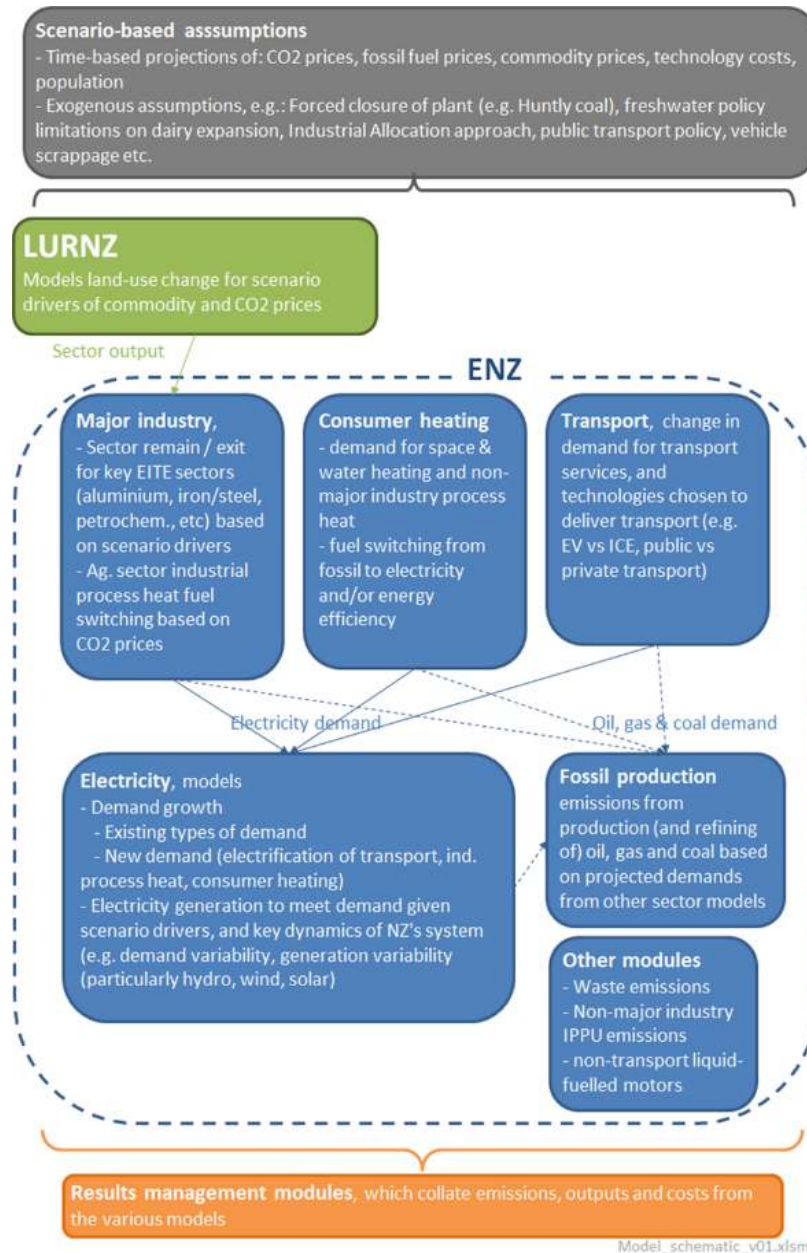 Scenario-based asssumptions
- Time-based projections of: CO2 prices, fossil fuel prices, commodity prices, technology costs,
population
- Exogenous assumptions, e.g.: Forced closure of plant (e.g. Huntly coal), freshwater policy
limitations on dairy expansion, Industrial Allocation approach, public transport policy, vehicle
scrappage etc.
LURNZ
Models land-use change for scenario
drivers of commodity and CO2 prices
Sector output
ENZ
Major industry,
- Sector remain / exit
for key EITE sectors
(aluminium, iron/steel,
petrochem., etc) based
on scenario drivers
- Ag. sector industrial
process heat fuel
switching based on
CO2 prices
Consumer heating
- demand for space &
water heating and non-
major industry process
heat
- fuel switching from
fossil to electricity
and/or energy
efficiency
Transport, change in
demand for transport
services, and
technologies chosen to
deliver transport (e.g.
EV vs ICE, public vs
private transport)
Electricity demand
Oil, gas & coal demand
Electricity, models
- Demand growth
- Existing types of demand
- New demand (electrification of transport, ind.
process heat, consumer heating)
- Electricity generation to meet demand given
scenario drivers, and key dynamics of NZ's system
(e.g. demand variability, generation variability
(particularly hydro, wind, solar)
Fossil production
emissions from
production (and refining
of) oil, gas and coal based
on projected demands
from other sector models
Other modules
- Waste emissions
- Non-major industry
IPPU emissions
- non-transport liquid-
fuelled motors
Results management modules, which collate emissions, outputs and costs from
the various models
Model_schematic_v01.xlsm